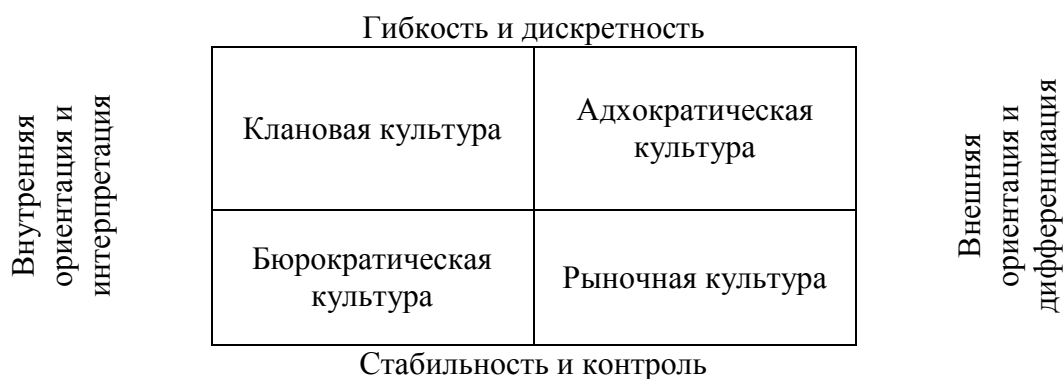 Гибкость и дискретность
Внутренняя
ориентация и
интерпретация
Клановая культура
Адхократическая
культура
Внешняя
ориентация и
дифференциация
Бюрократическая
культура
Рыночная культура
Стабильность и контроль